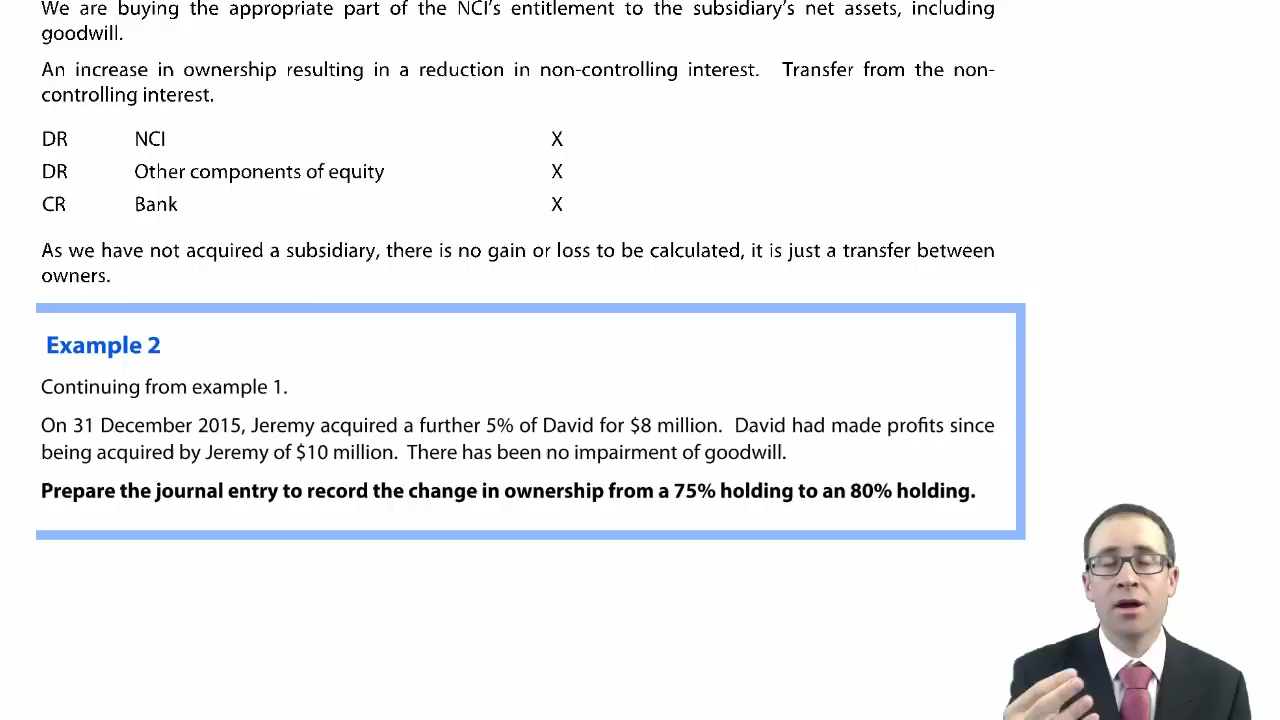 We are buying the appropriate part of the NCI's entitlement to the subsidiary's net assets, including
goodwill.
An increase in ownership resulting in a reduction in non-controlling interest. Transfer from the non-
controlling interest.
DR NCI X
DR Other components of equity X
CR Bank X
As we have not acquired a subsidiary, there is no gain or loss to be calculated, it is just a transfer between
owners.
Example 2
Continuing from example 1.
On 31 December 2015, Jeremy acquired a further 5% of David for $8 million. David had made profits since
being acquired by Jeremy of $10 million. There has been no impairment of goodwill.
Prepare the journal entry to record the change in ownership from a 75% holding to an 80% holding.